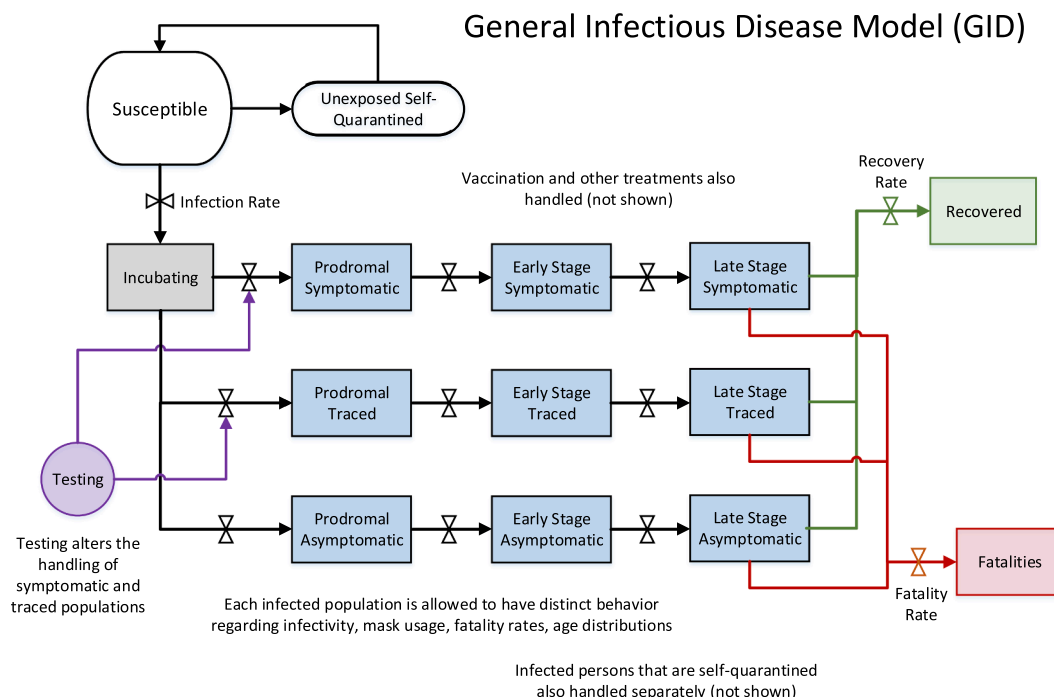 General Infectious Disease Model (GID)
Susceptible
Unexposed Self-
Quarantined
Infection Rate
Vaccination and other treatments also
handled (not shown)
Recovery
Rate
Recovered
Incubating
Prodromal
Symptomatic
Early Stage
Symptomatic
Late Stage
Symptomatic
Prodromal
Traced
Early Stage
Traced
Late Stage
Traced
Testing
Prodromal
Asymptomatic
Early Stage
Asymptomatic
Late Stage
Asymptomatic
Testing alters the
handling of
symptomatic and
traced populations
Fatalities
Fatality
Rate
Each infected population is allowed to have distinct behavior
regarding infectivity, mask usage, fatality rates, age distributions
Infected persons that are self-quarantined
also handled separately (not shown)